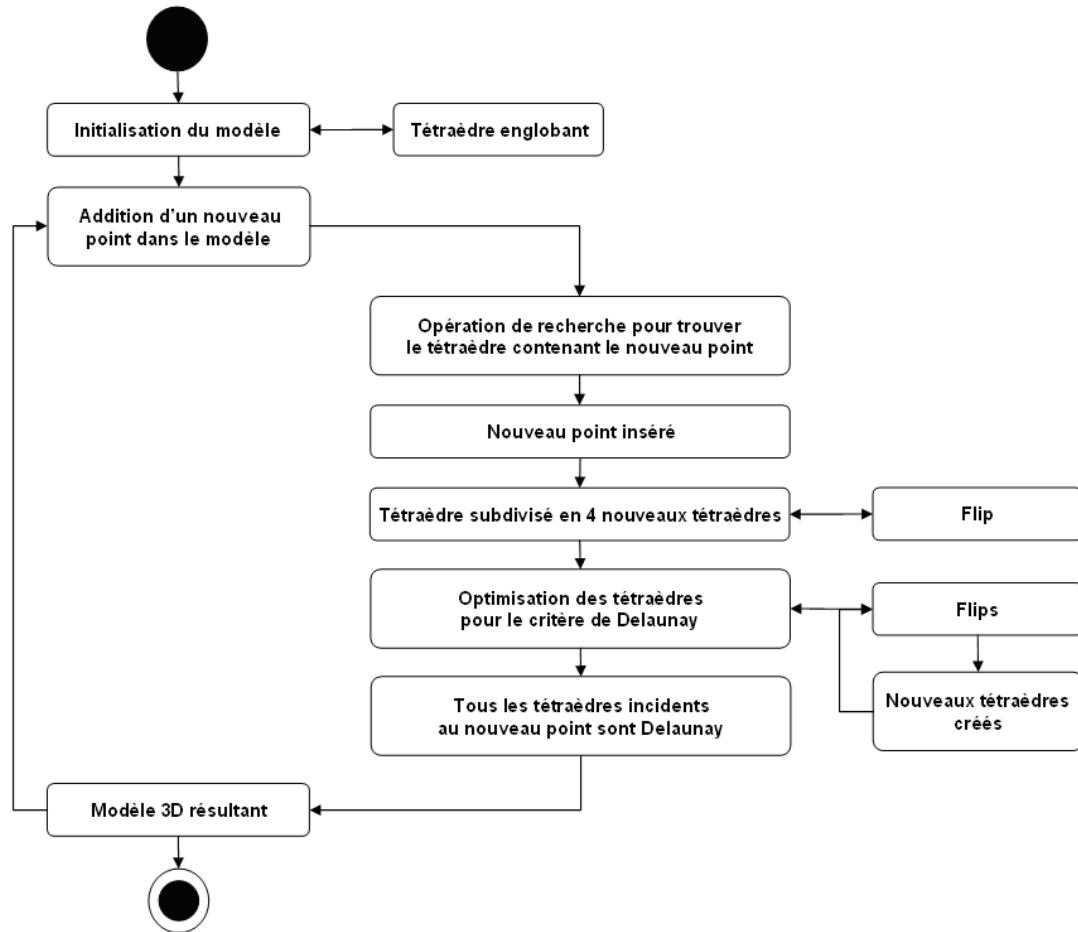 Initialisation du modèle
Tétraèdre englobant
Addition d'un nouveau
point dans le modèle
Opération de recherche pour trouver
le tétraèdre contenant le nouveau point
Nouveau point inséré
Tétraèdre subdivisé en 4 nouveaux tétraèdres
Flip
Optimisation des tétraèdres
pour le critère de Delaunay
Flips
Tous les tétraèdres incidents
au nouveau point sont Delaunay
Nouveaux tétraèdres
créés
Modèle 3D résultant